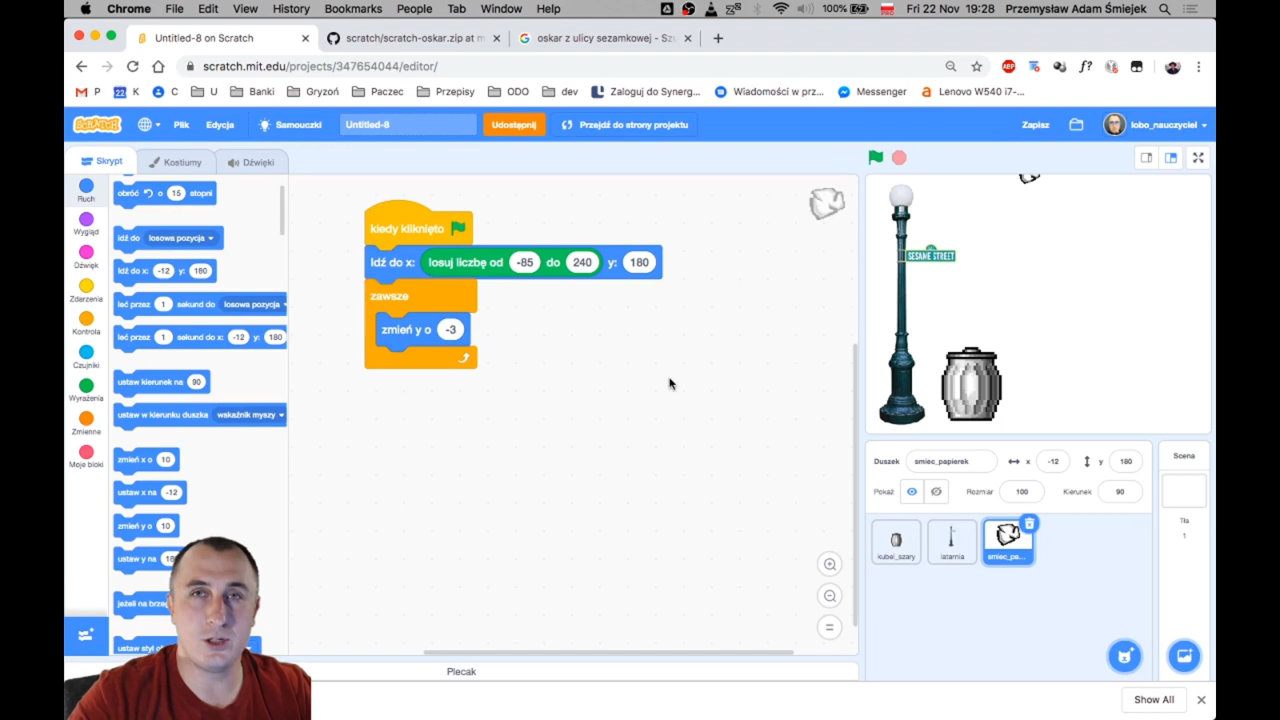 Chrome File Edit View History Bookmarks People Tab Window Help 100% Fri 22 Nov 19:28 Przemysław Adam Śmiejek
Untitled-8 on Scratch scratch/scratch-oskar.zip at m oskar z ulicy sezamkowej - Szu
scratch.mit.edu/projects/347654044/editor/
P K C U Banki Gryzoń Paczec Przepisy ODO dev Zaloguj do Synerg... Wiadomości w prz... Messenger Lenovo W540 i7-...
SCRATCH Plik Edycja Samouczki Untitled-8 Udostępnij Przejdź do strony projektu Zapisz lobo_nauczyciel
Skrypt Kostiumy Dźwięki
Ruch
Wygląd
Dźwięk
Zdarzenia
Kontrola
Czujniki
Wyrażenia
Zmienne
Moje bloki
obróć o 15 stopni
idź do losowa pozycja
idź do x: -12 y: 180
leć przez 1 sekund do losowa pozycja
leć przez 1 sekund do x: -12 y: 180
ustaw kierunek na 90
ustaw w kierunku duszka wskaźnik myszy
zmień x o 10
ustaw x na -12
zmień y o 10
ustaw y na
jeżeli na brze
ustaw styl
kiedy kliknięto
idź do x: losuj liczbę od -85 do 240 y: 180
zawsze
zmień y o -3
SESAME STREET
Duszek smiec_papierek x -12 y 180
Pokaż Rozmiar 100 Kierunek 90
kubel_szary latarnia smiec_pa...
Scena
Tła
1
Plecak
Show All